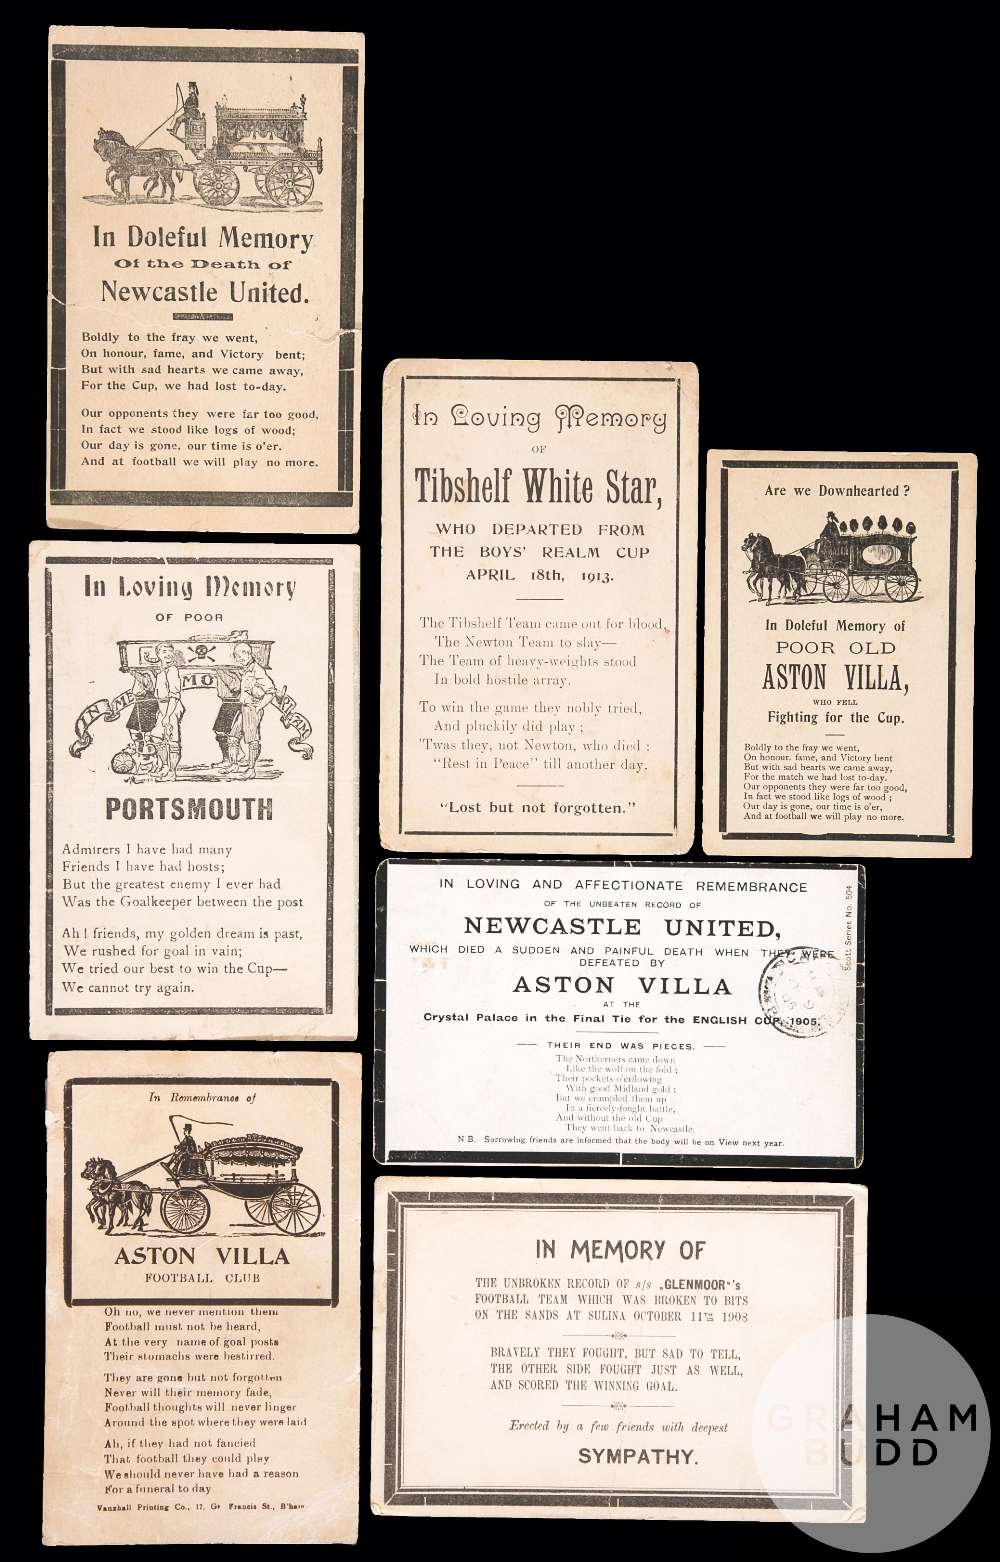 In Doleful Memory
Of the Death of
Newcastle United.
Boldly to the fray we went,
On honour, fame, and Victory bent;
But with sad hearts we came away,
For the Cup, we had lost to-day.
Our opponents they were far too good,
In fact we stood like logs of wood;
Our day is gone, our time is o'er.
And at football we will play no more.
In Loving Memory
OF POOR
IN ME MO RIAM
PORTSMOUTH
Admirers I have had many
Friends I have had hosts;
But the greatest enemy I ever had
Was the Goalkeeper between the post
Ah! friends, my golden dream is past,
We rushed for goal in vain;
We tried our best to win the Cup—
We cannot try again.
In Remembrance of
ASTON VILLA
FOOTBALL CLUB
Oh no, we never mention them
Football must not be heard,
At the very name of goal posts
Their stomachs were bestirred.
They are gone but not forgotten
Never will their memory fade,
Football thoughts will never linger
Around the spot where they were laid
Ah, if they had not fancied
That football they could play
We should never have had a reason
For a funeral to day
Vauxhall Printing Co., 17, Gt Francis St., B'ham
In Loving Memory
OF
Tibshelf White Star,
WHO DEPARTED FROM
THE BOYS' REALM CUP
APRIL 18th, 1913.
The Tibshelf Team came out for blood,
The Newton Team to slay—
The Team of heavy-weights stood
In bold hostile array.
To win the game they nobly tried,
And pluckily did play;
'Twas they, not Newton, who died:
"Rest in Peace" till another day.
"Lost but not forgotten."
Are we Downhearted?
In Doleful Memory of
POOR OLD
ASTON VILLA,
WHO FELL
Fighting for the Cup.
Boldly to the fray we went,
On honour, fame, and Victory bent
But with sad hearts we came away,
For the match we had lost to-day.
Our opponents they were far too good,
In fact we stood like logs of wood;
Our day is gone, our time is o'er,
And at football we will play no more.
IN LOVING AND AFFECTIONATE REMEMBRANCE
OF THE UNBEATEN RECORD OF
NEWCASTLE UNITED,
WHICH DIED A SUDDEN AND PAINFUL DEATH WHEN THEY WERE
DEFEATED BY
ASTON VILLA
AT THE
Crystal Palace in the Final Tie for the ENGLISH CUP, 1905.
THEIR END WAS PIECES.
The Northerners came down
Like the wolf on the fold;
Their pockets o'erflowing
With good Midland gold;
But we crumpled them up
In a fiercely-fought battle,
And without the old Cup
They went back to Newcastle.
N.B. Sorrowing friends are informed that the body will be on View next year.
Scott Series No. 504
IN MEMORY OF
THE UNBROKEN RECORD OF s/s „GLENMOOR"'s
FOOTBALL TEAM WHICH WAS BROKEN TO BITS
ON THE SANDS AT SULINA OCTOBER 11TH 1908
BRAVELY THEY FOUGHT, BUT SAD TO TELL,
THE OTHER SIDE FOUGHT JUST AS WELL,
AND SCORED THE WINNING GOAL.
Erected by a few friends with deepest
SYMPATHY.
GRAHAM
BUDD